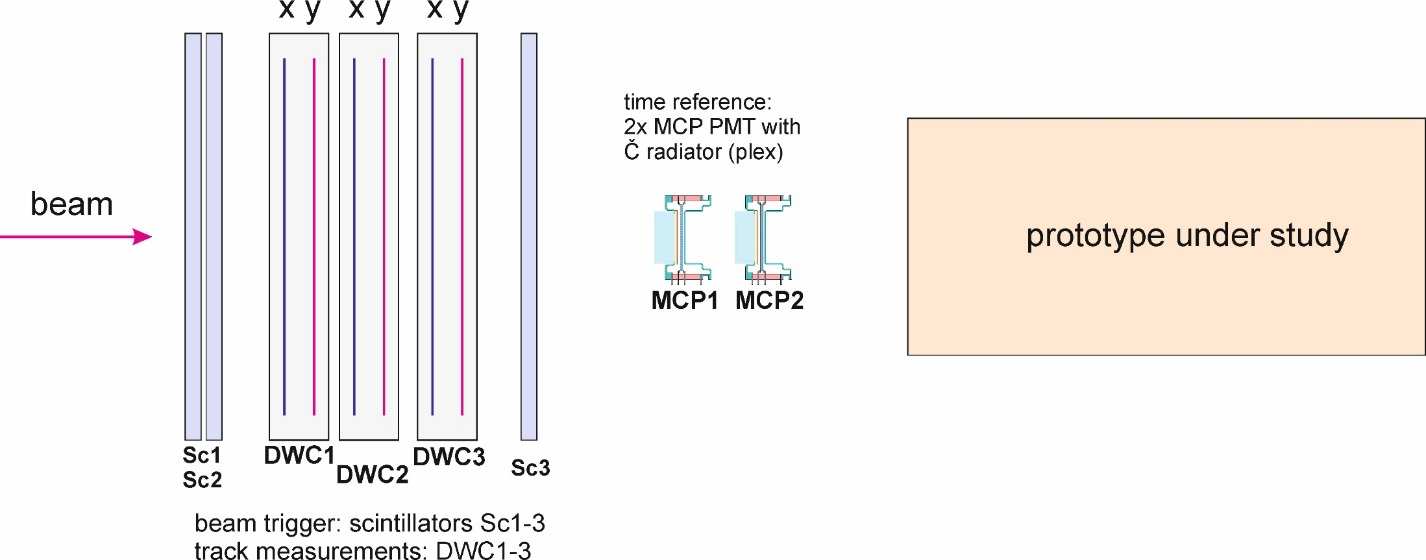 x y x y x y
time reference:
2x MCP PMT with
Č radiator (plex)
beam
prototype under study
MCP1 MCP2
Sc1
Sc2
DWC1
DWC2
DWC3
Sc3
beam trigger: scintillators Sc1-3
track measurements: DWC1-3